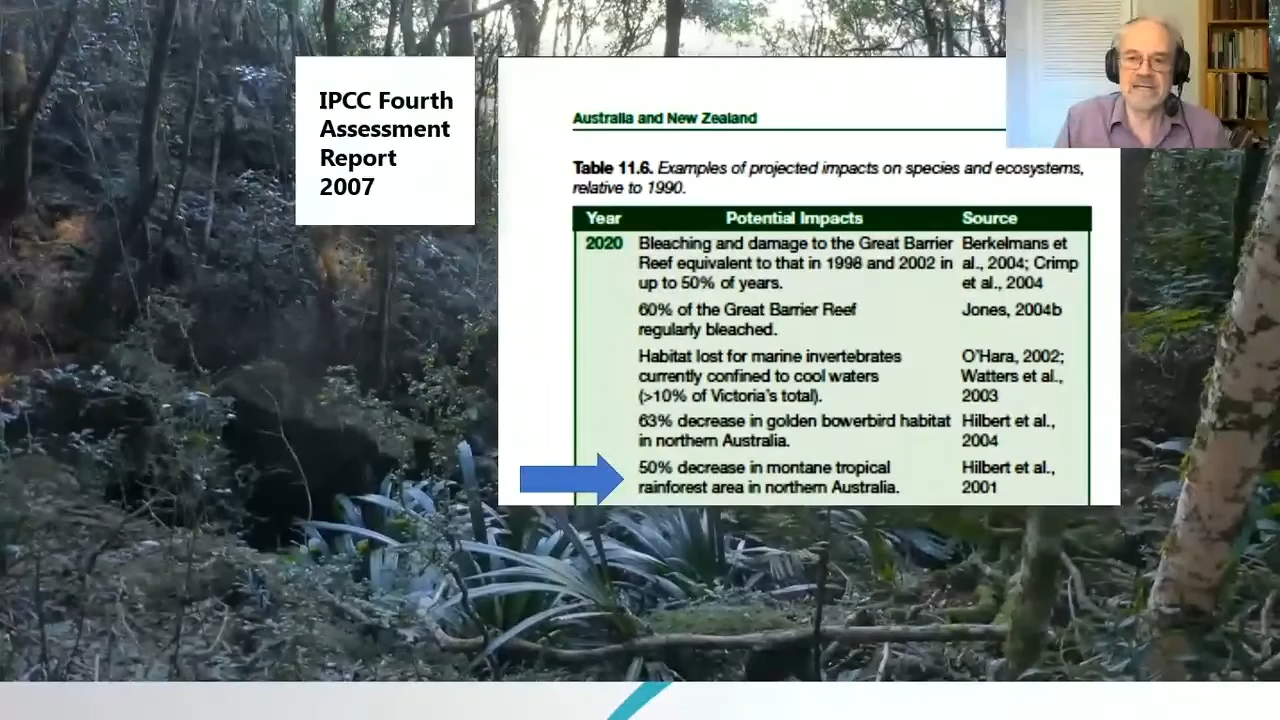 IPCC Fourth
Assessment
Report
2007
Australia and New Zealand
Table 11.6. Examples of projected impacts on species and ecosystems,
relative to 1990.
Year Potential Impacts Source
2020 Bleaching and damage to the Great Barrier Berkelmans et
Reef equivalent to that in 1998 and 2002 in al., 2004; Crimp
up to 50% of years. et al., 2004
60% of the Great Barrier Reef Jones, 2004b
regularly bleached.
Habitat lost for marine invertebrates O'Hara, 2002;
currently confined to cool waters Watters et al.,
(>10% of Victoria's total). 2003
63% decrease in golden bowerbird habitat Hilbert et al.,
in northern Australia. 2004
50% decrease in montane tropical Hilbert et al.,
rainforest area in northern Australia. 2001